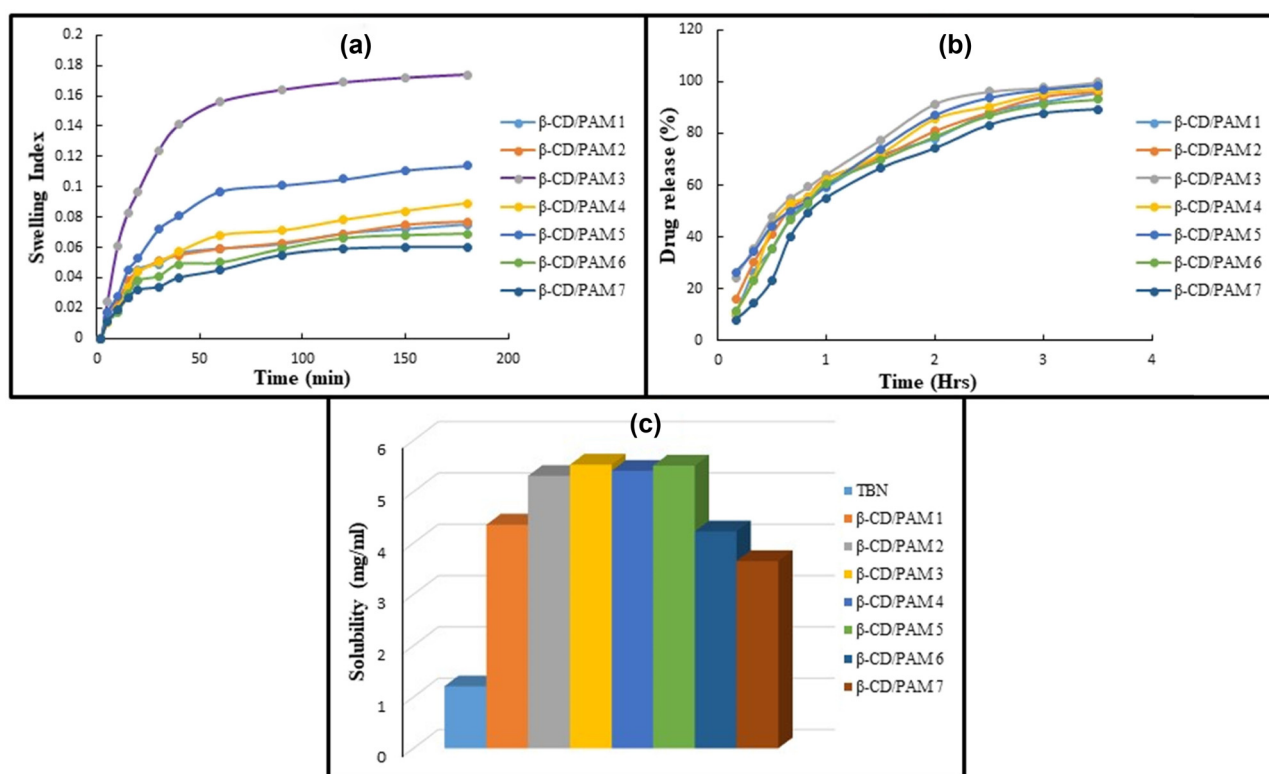 (a)
Swelling Index
0.2
0.18
0.16
0.14
0.12
0.1
0.08
0.06
0.04
0.02
0
0 50 100 150 200
Time (min)
β-CD/PAM 1
β-CD/PAM 2
β-CD/PAM 3
β-CD/PAM 4
β-CD/PAM 5
β-CD/PAM 6
β-CD/PAM 7
(b)
Drug release (%)
120
100
80
60
40
20
0
0 1 2 3 4
Time (Hrs)
β-CD/PAM 1
β-CD/PAM 2
β-CD/PAM 3
β-CD/PAM 4
β-CD/PAM 5
β-CD/PAM 6
β-CD/PAM 7
(c)
Solubility (mg/ml)
6
5
4
3
2
1
0
TBN
β-CD/PAM 1
β-CD/PAM 2
β-CD/PAM 3
β-CD/PAM 4
β-CD/PAM 5
β-CD/PAM 6
β-CD/PAM 7